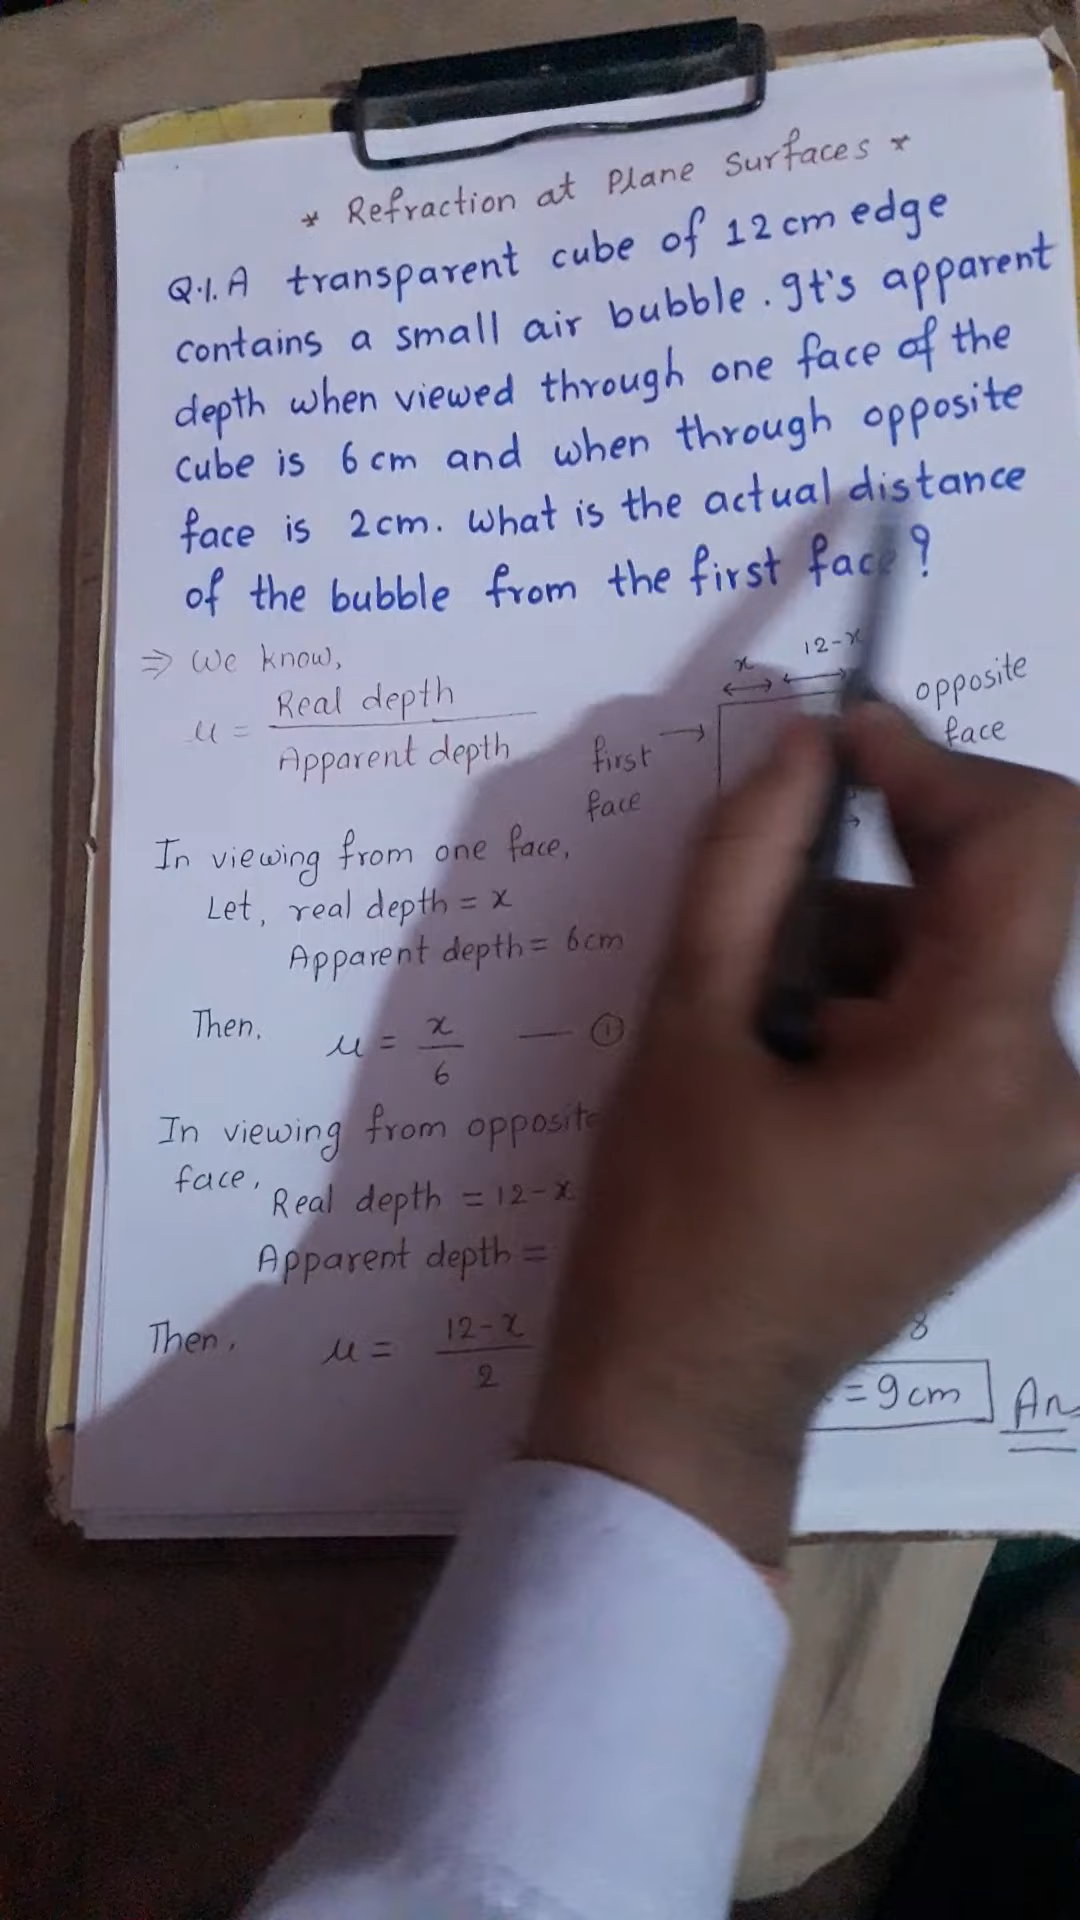 * Refraction at Plane Surfaces *
Q.1. A transparent cube of 12 cm edge
contains a small air bubble. It's apparent
depth when viewed through one face of the
cube is 6 cm and when through opposite
face is 2 cm. What is the actual distance
of the bubble from the first face?
⇒ We know,
μ = Real depth / Apparent depth
x
12-x
first
face
opposite
face
In viewing from one face,
Let, real depth = x
Apparent depth = 6cm
Then, μ = x/6 — ①
In viewing from opposite
face,
Real depth = 12-x
Apparent depth =
Then, μ = 12-x / 2
8
= 9 cm